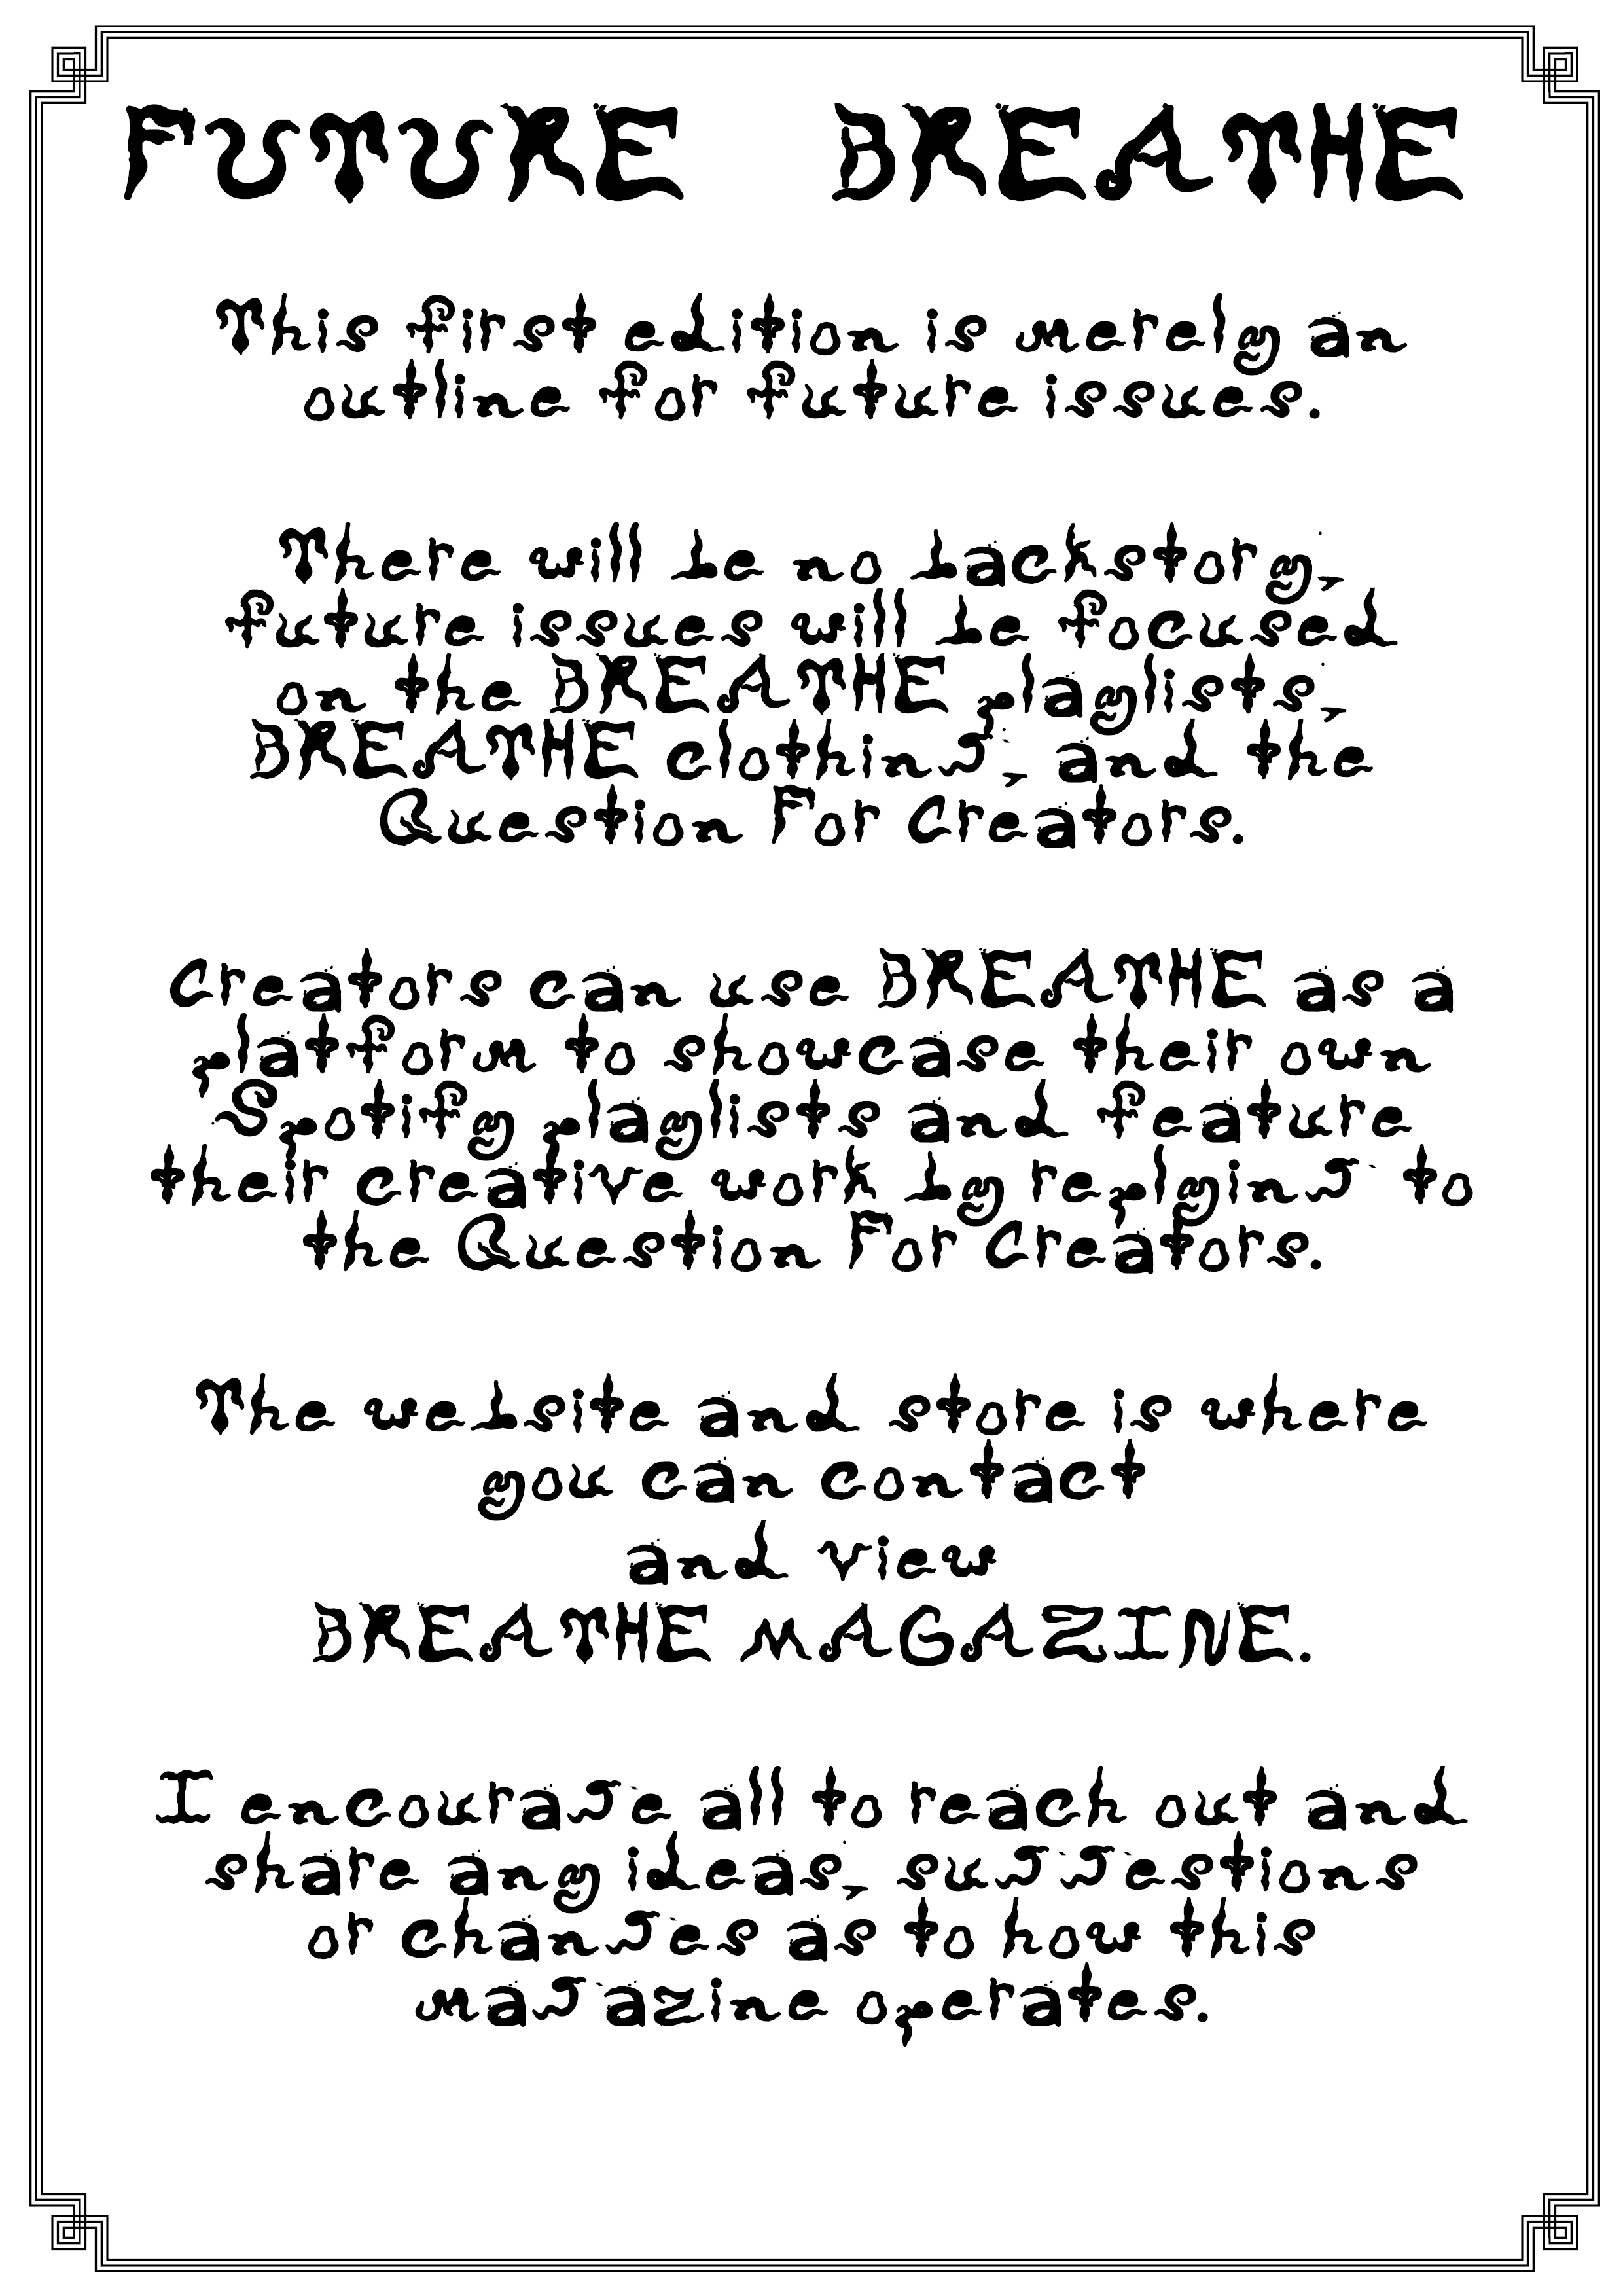 FUTURE BREATHE
This first edition is merely an
outline for future issues.
There will be no backstory,
future issues will be focused
on the BREATHE playlists,
BREATHE clothing, and the
Question For Creators.
Creators can use BREATHE as a
platform to showcase their own
Spotify playlists and feature
their creative work by replying to
the Question For Creators.
The website and store is where
you can contact
and view
BREATHE MAGAZINE.
I encourage all to reach out and
share any ideas, suggestions
or changes as to how this
magazine operates.